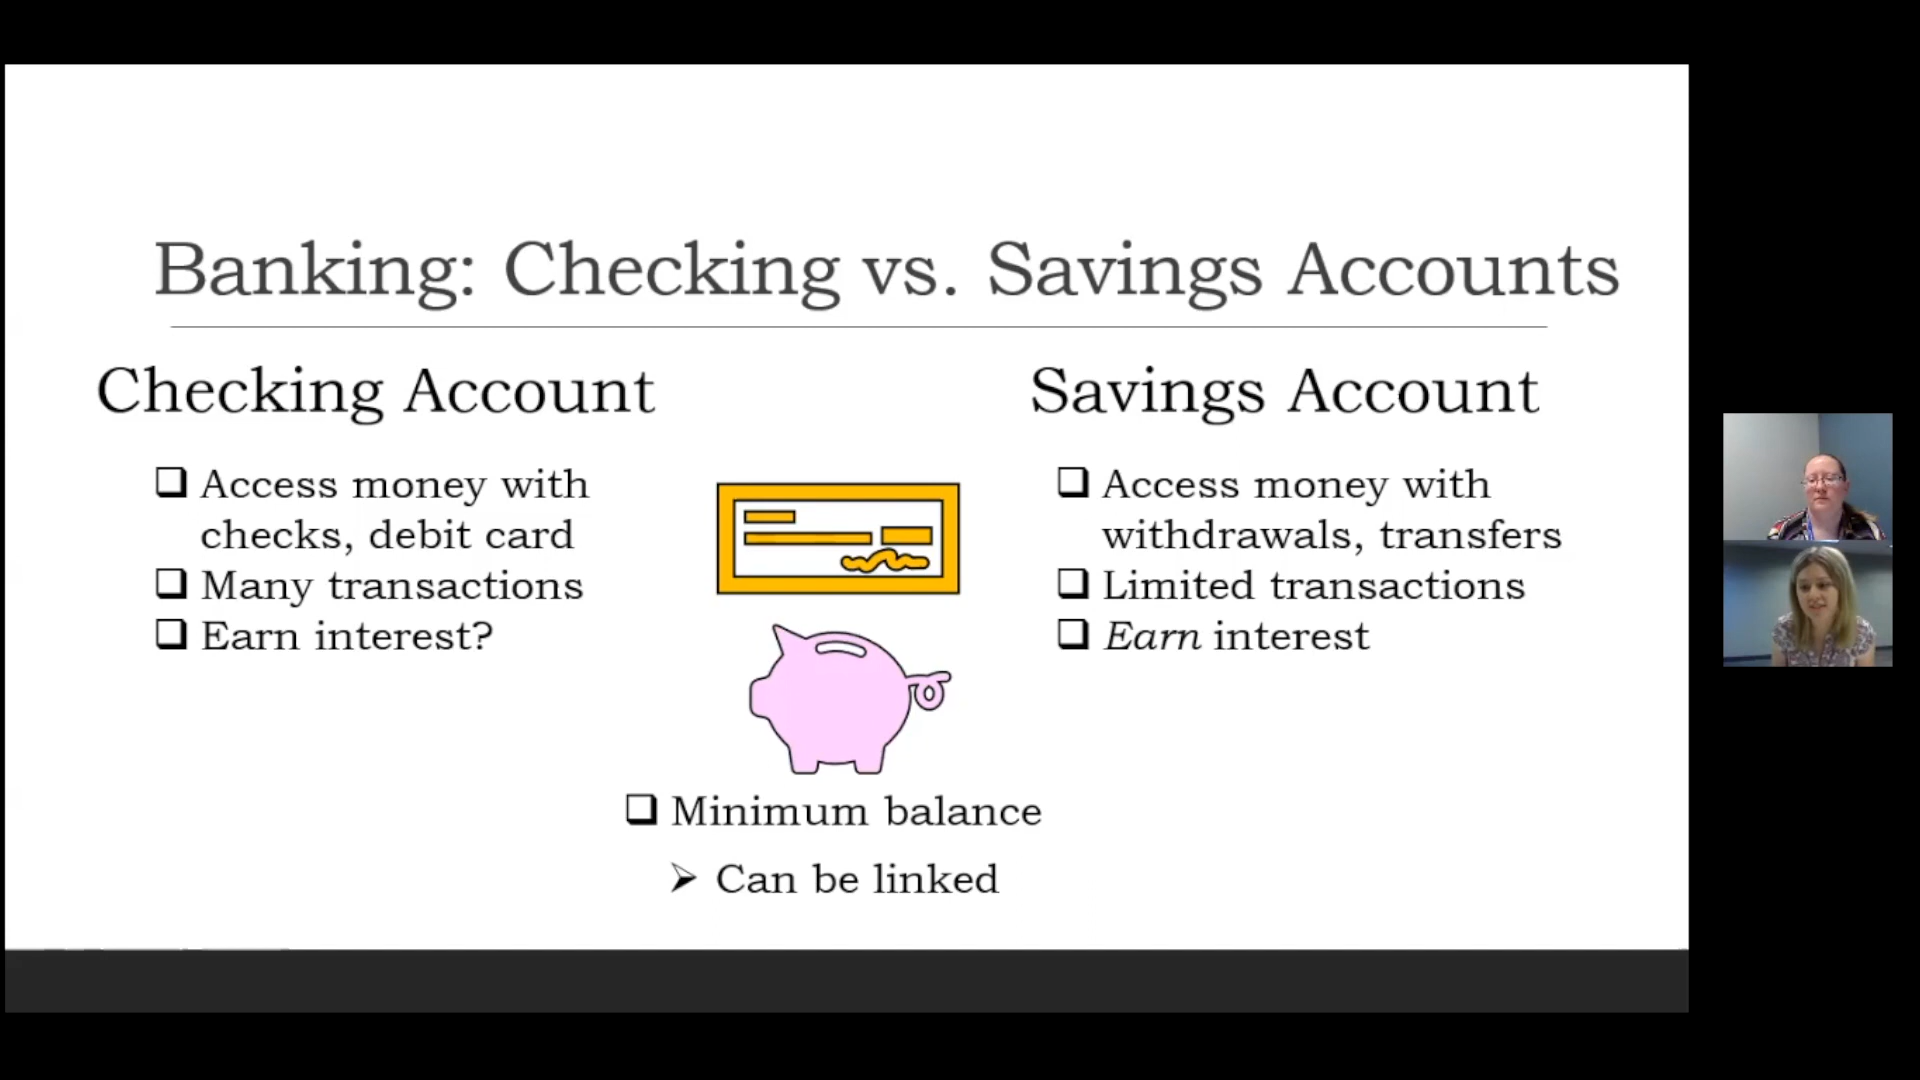 Banking: Checking vs. Savings Accounts
Checking Account
Access money with
checks, debit card
Many transactions
Earn interest?
Savings Account
Access money with
withdrawals, transfers
Limited transactions
Earn interest
Minimum balance
Can be linked